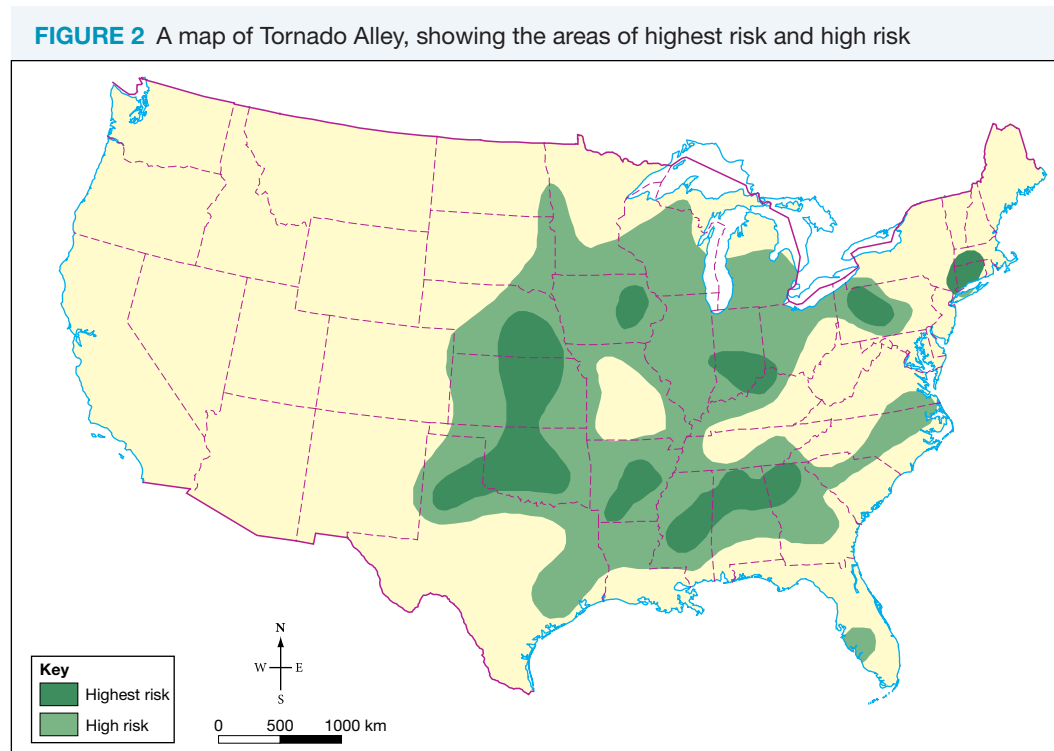 FIGURE 2 A map of Tornado Alley, showing the areas of highest risk and high risk
N
W E
S
Key
Highest risk
High risk
0 500 1000 km